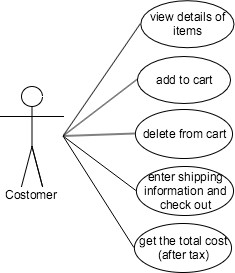 view details of
items
add to cart
delete from cart
Costomer
enter shipping
information and
check out
get the total cost
(after tax)